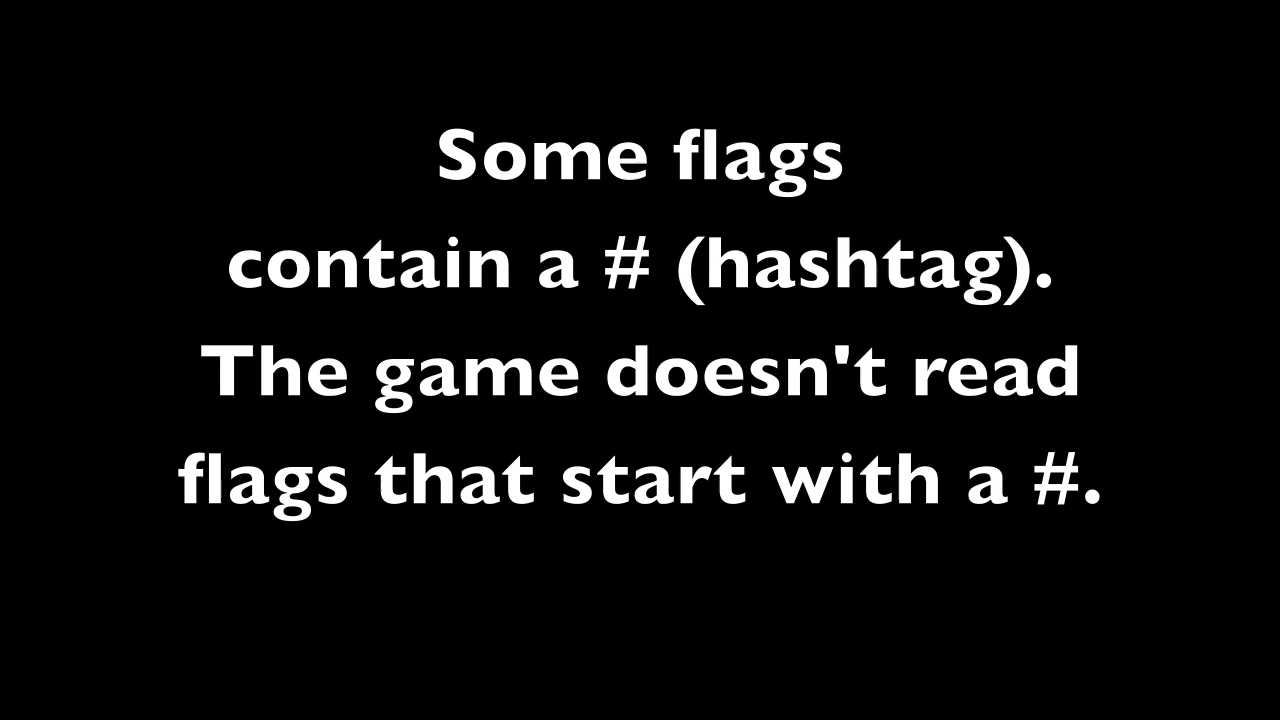 Some flags
contain a # (hashtag).
The game doesn't read
flags that start with a #.